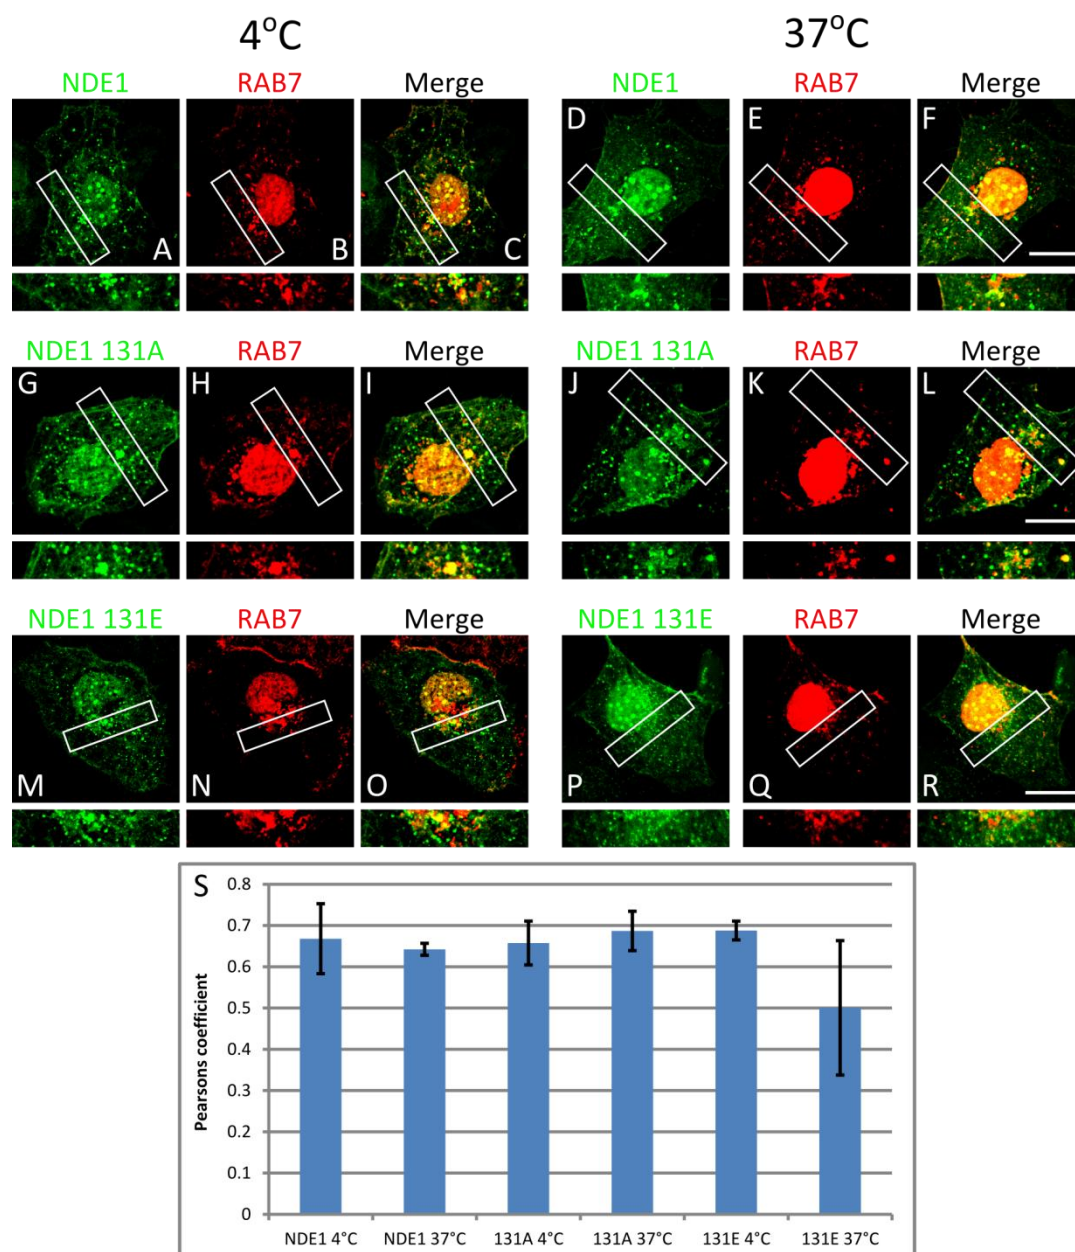 4°C 37°C
NDE1 RAB7 Merge NDE1 RAB7 Merge
A B C D E F
NDE1 131A RAB7 Merge NDE1 131A RAB7 Merge
G H I J K L
NDE1 131E RAB7 Merge NDE1 131E RAB7 Merge
M N O P Q R
S
0.8
0.7
0.6
0.5
0.4
0.3
0.2
0.1
0
Pearsons coefficient
NDE1 4°C NDE1 37°C 131A 4°C 131A 37°C 131E 4°C 131E 37°C